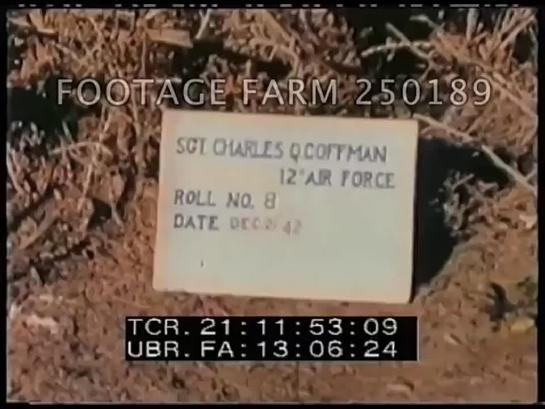 FOOTAGE FARM 250189
SGT. CHARLES Q COFFMAN
12" AIR FORCE
ROLL NO. 8
DATE DEC 2 42
TCR. 21:11:53:09
UBR. FA:13:06:24